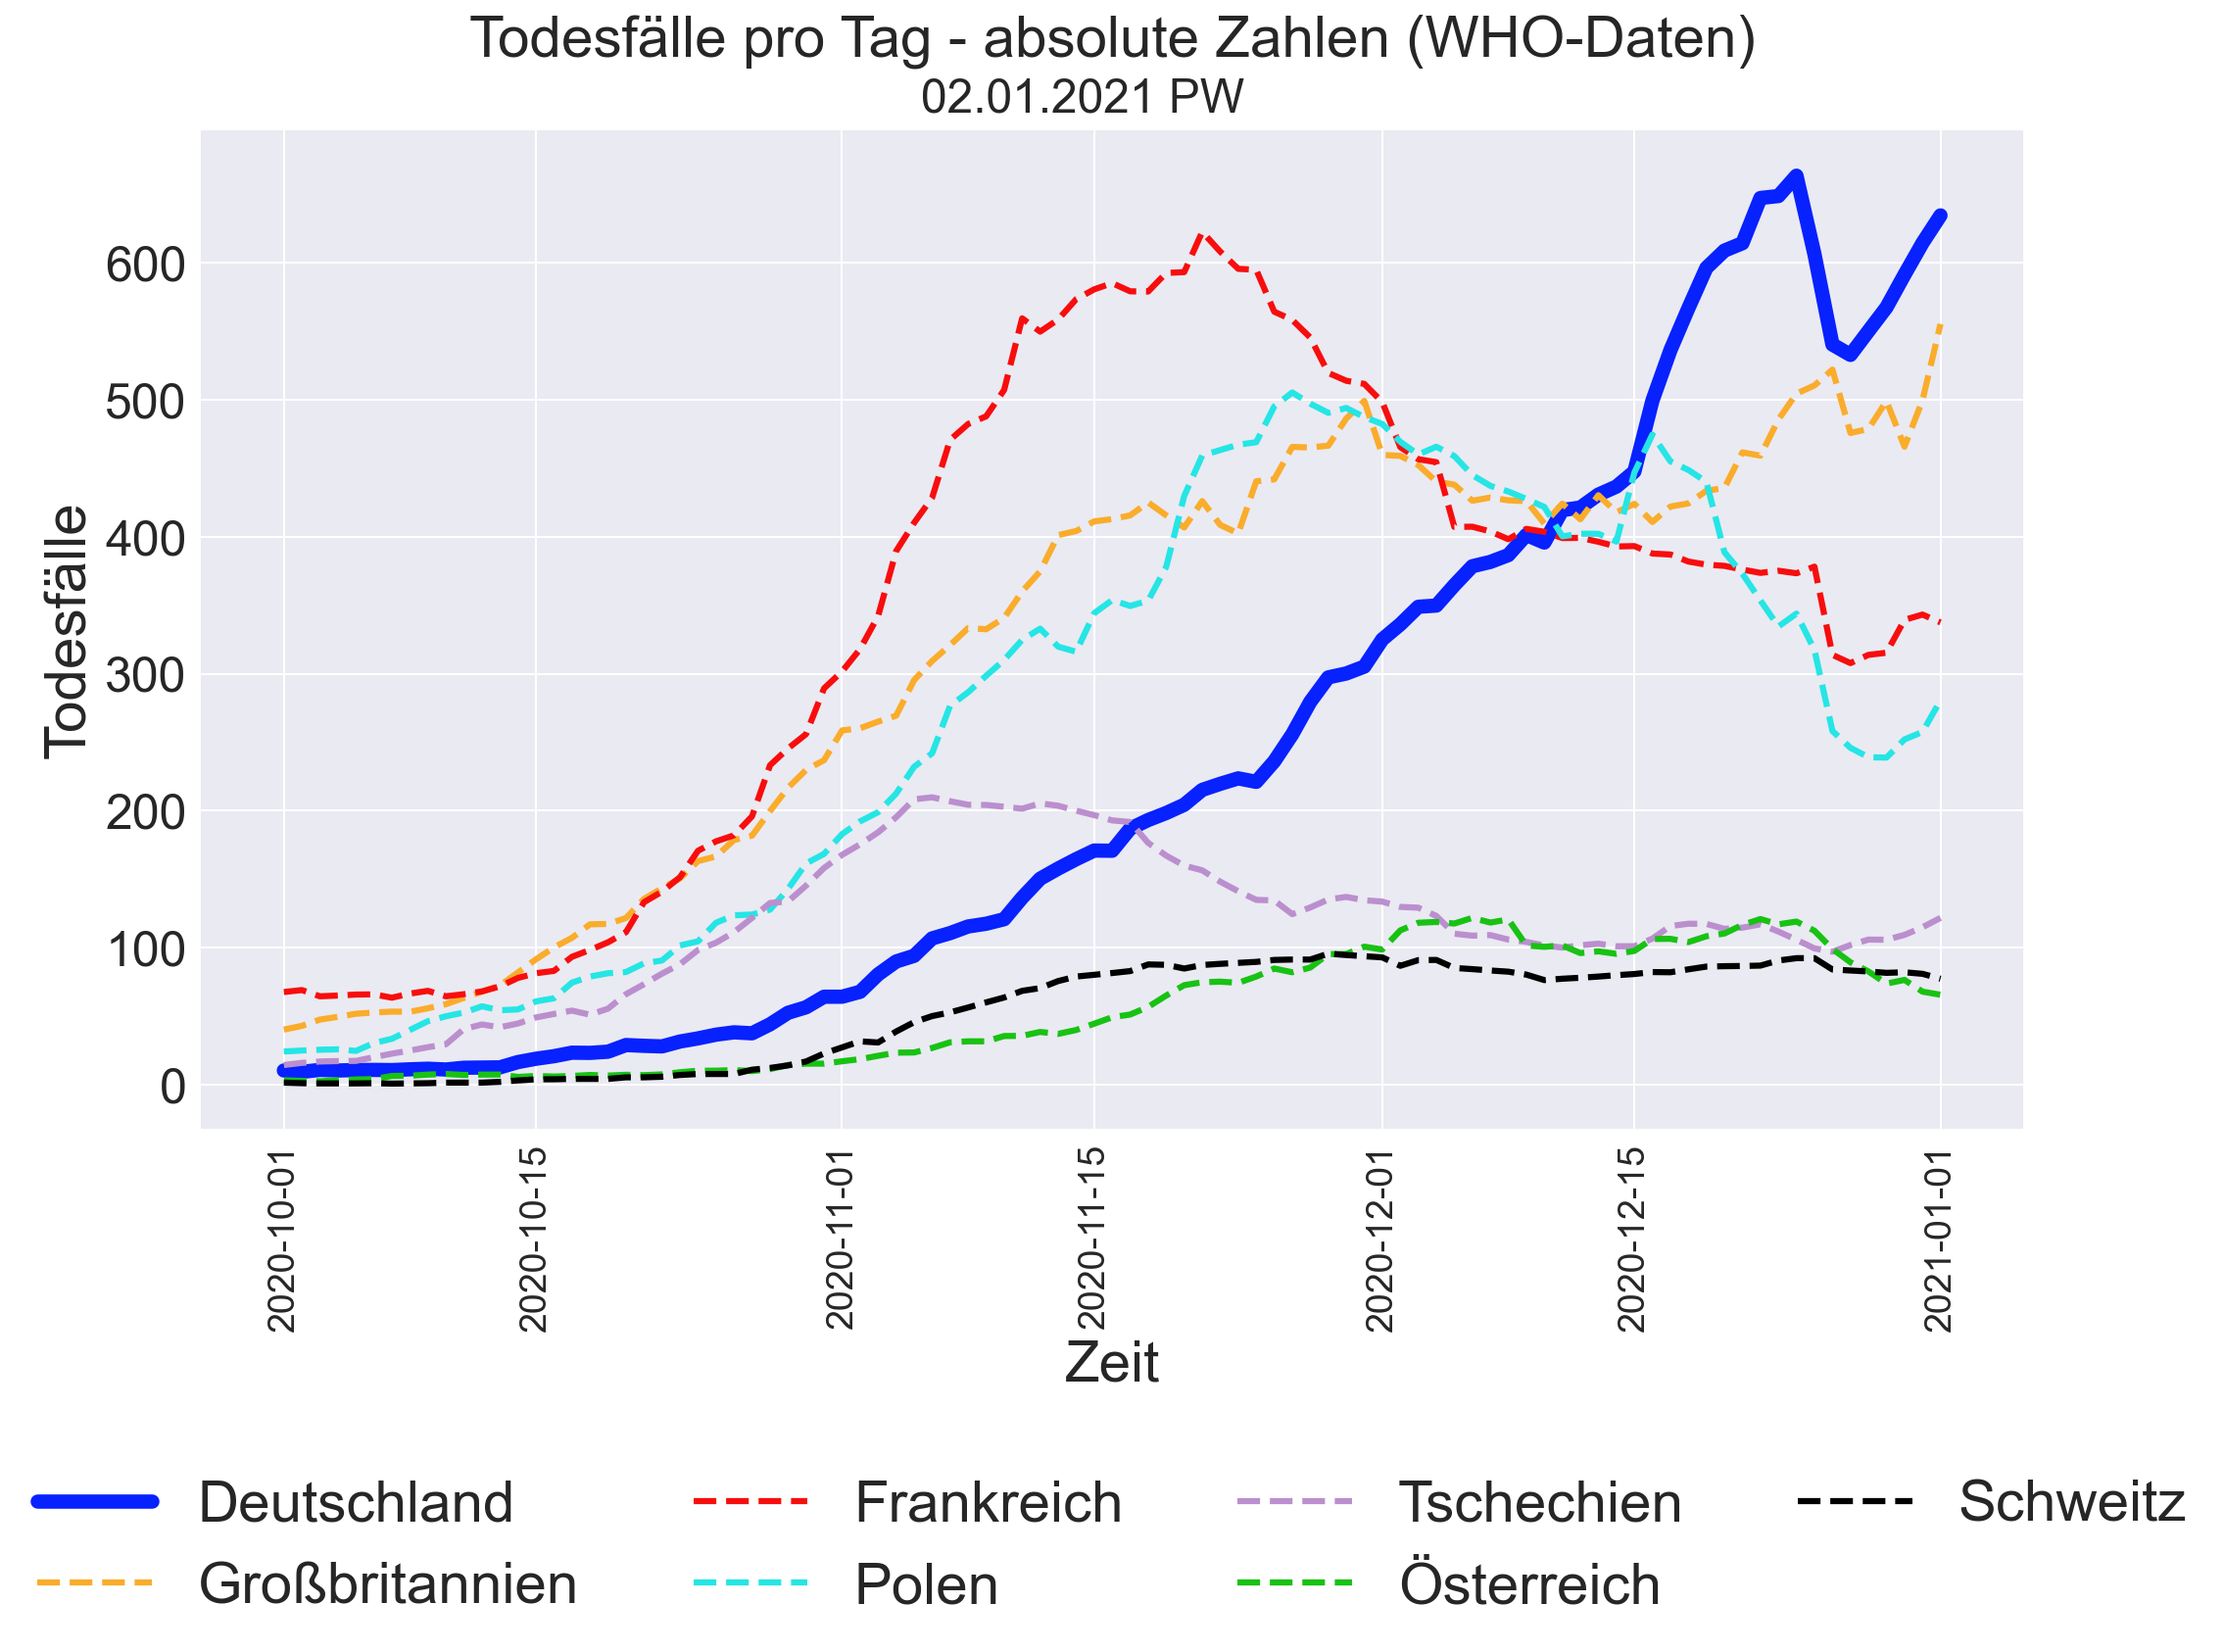 Todesfälle pro Tag - absolute Zahlen (WHO-Daten)
02.01.2021 PW
Todesfälle
600
500
400
300
200
100
0
2020-10-01
2020-10-15
2020-11-01
2020-11-15
2020-12-01
2020-12-15
2021-01-01
Zeit
Deutschland
Frankreich
Tschechien
Schweitz
Großbritannien
Polen
Österreich